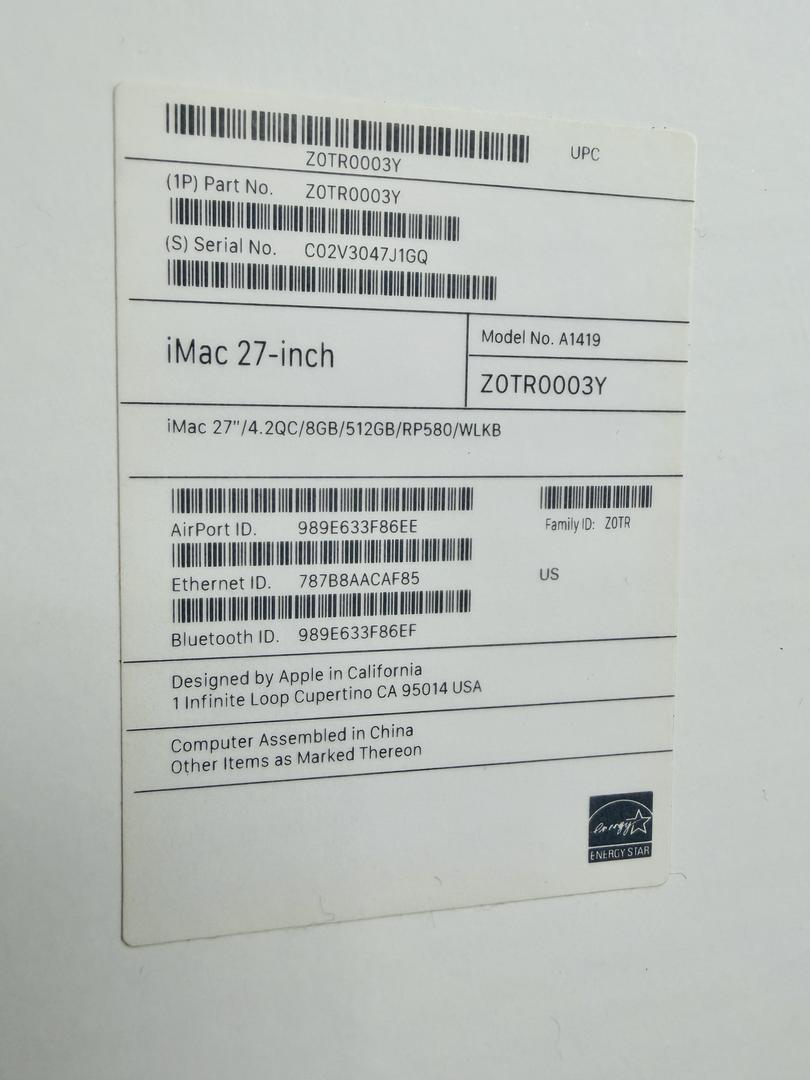 Z0TR0003Y UPC
(1P) Part No. Z0TR0003Y
(S) Serial No. C02V3047J1GQ
iMac 27-inch
Model No. A1419
Z0TR0003Y
iMac 27"/4.2QC/8GB/512GB/RP580/WLKB
AirPort ID. 989E633F86EE
Family ID: Z0TR
Ethernet ID. 787B8AACAF85
US
Bluetooth ID. 989E633F86EF
Designed by Apple in California
1 Infinite Loop Cupertino CA 95014 USA
Computer Assembled in China
Other Items as Marked Thereon
energy
ENERGY STAR